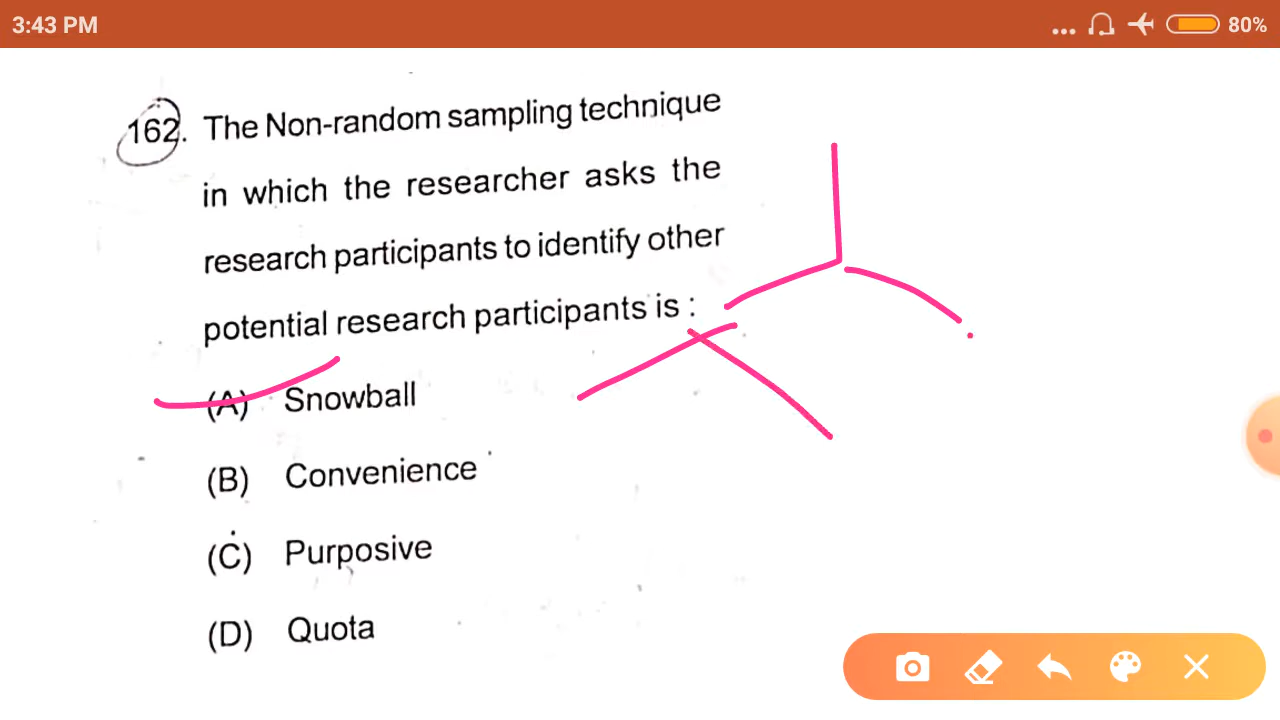 3:43 PM
80%
162. The Non-random sampling technique
in which the researcher asks the
research participants to identify other
potential research participants is :
(A) Snowball
(B) Convenience
(C) Purposive
(D) Quota